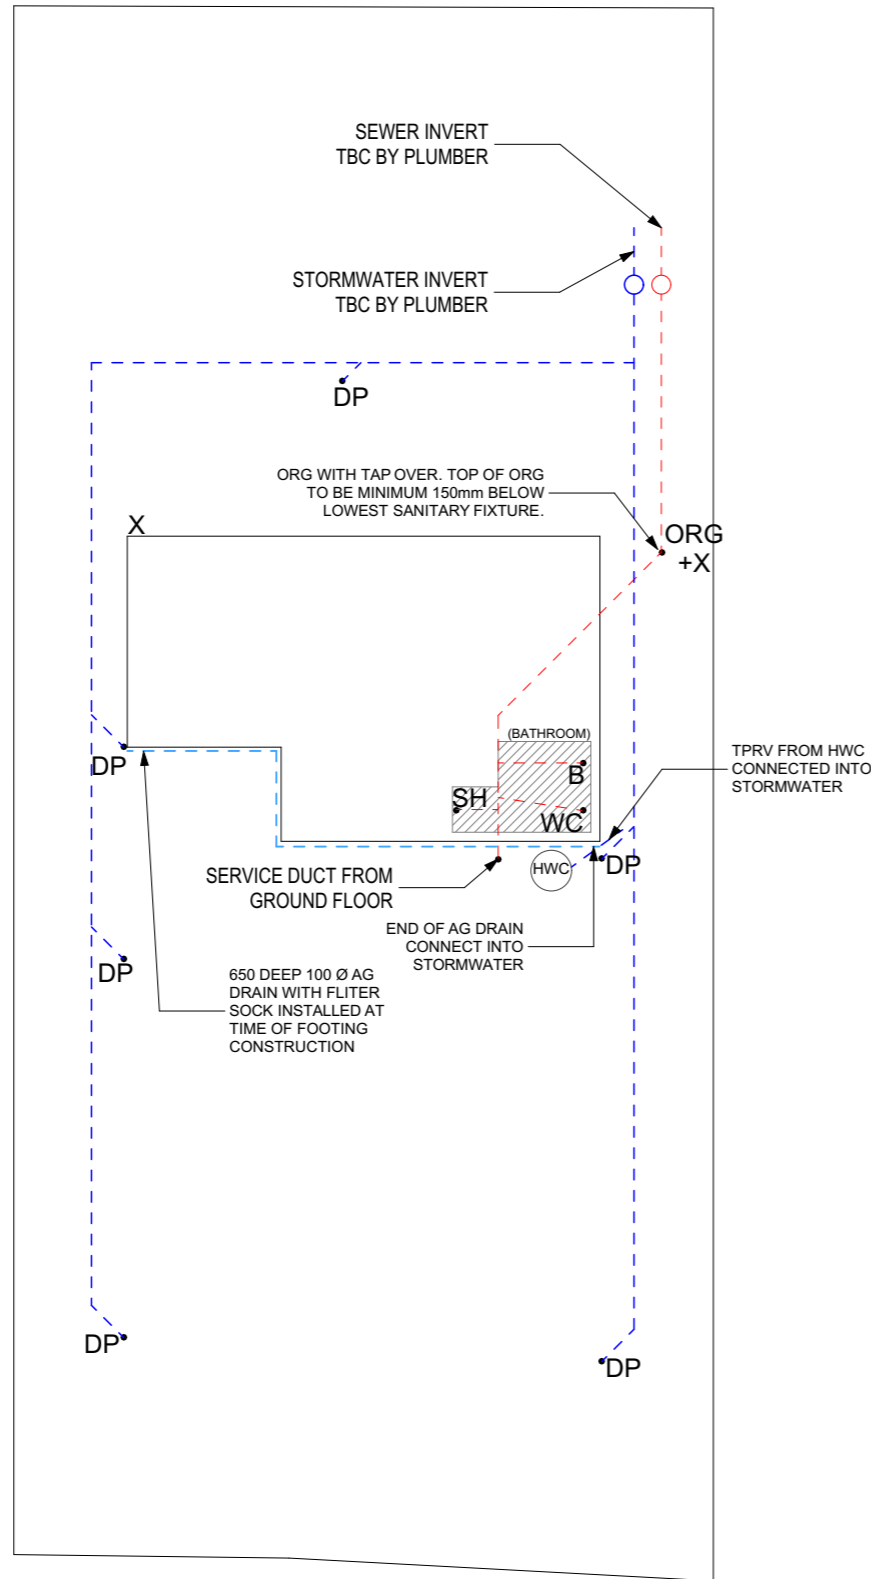 SEWER INVERT
TBC BY PLUMBER
STORMWATER INVERT
TBC BY PLUMBER
DP
ORG WITH TAP OVER. TOP OF ORG
TO BE MINIMUM 150mm BELOW
LOWEST SANITARY FIXTURE.
X
ORG
+X
(BATHROOM)
DP
B
TPRV FROM HWC
CONNECTED INTO
STORMWATER
SH
WC
HWC
DP
SERVICE DUCT FROM
GROUND FLOOR
END OF AG DRAIN
CONNECT INTO
STORMWATER
DP
650 DEEP 100 Ø AG
DRAIN WITH FLITER
SOCK INSTALLED AT
TIME OF FOOTING
CONSTRUCTION
DP
DP